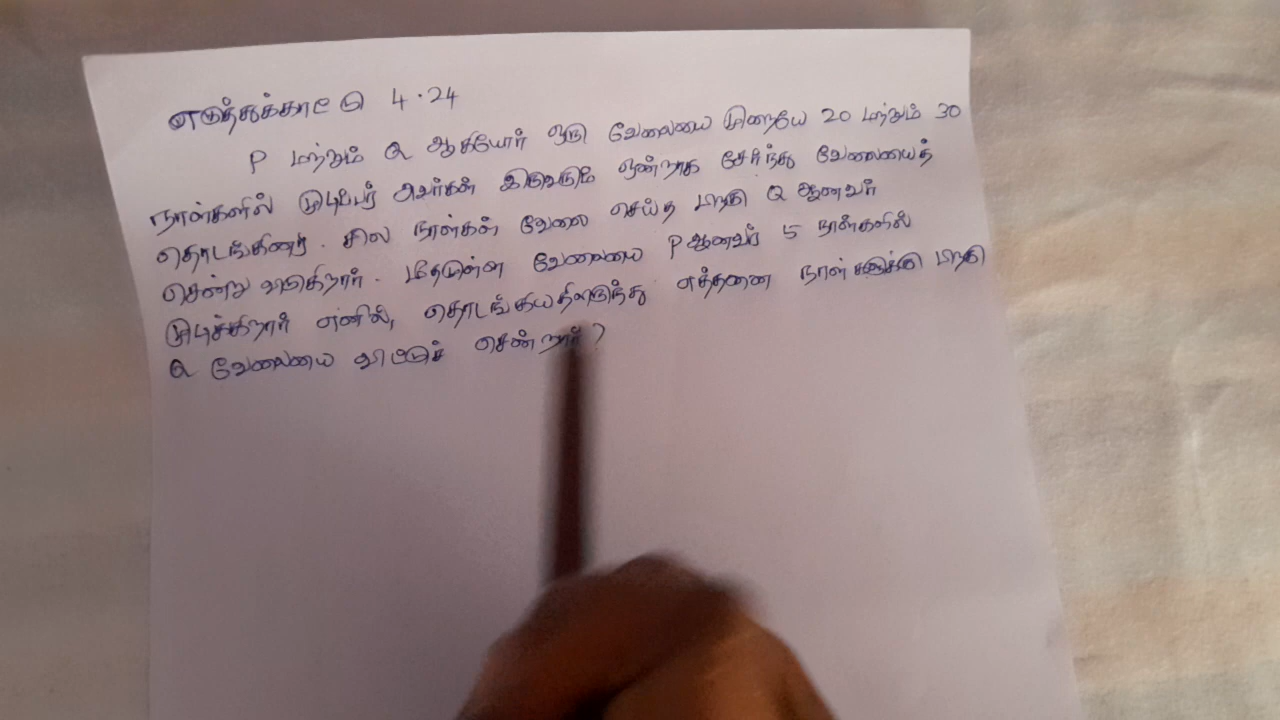 எடுத்துக்காட்டு 4.24
P மற்றும் Q ஆகியோர் ஒரு வேலையை முறையே 20 மற்றும் 30
நாள்களில் முடிப்பர் அவர்கள் இருவரும் ஒன்றாக சேர்ந்து வேலையைத்
தொடங்கினர். சில நாள்கள் வேலை செய்த பிறகு Q ஆனவர்
சென்று விடுகிறார். மீதமுள்ள வேலையை P ஆனவர் 5 நாள்களில்
முடிக்கிறார் எனில், தொடங்கியதிலிருந்து எத்தனை நாள்களுக்கு பிறகு
Q வேலையை விட்டுச் சென்றார்?